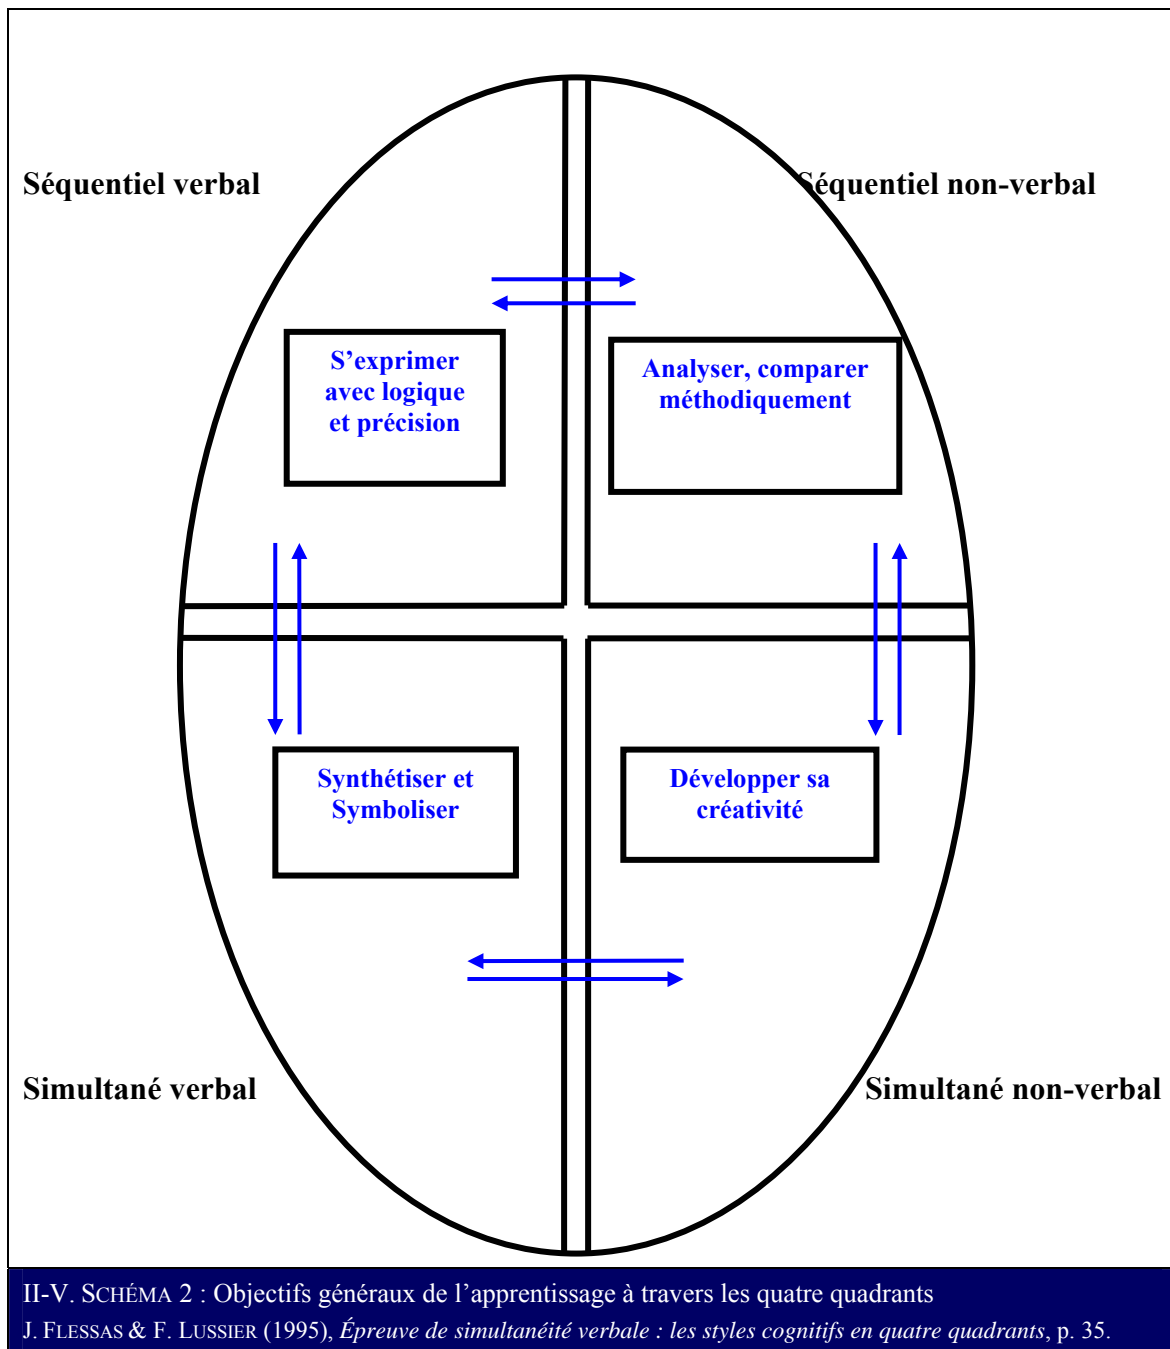 Séquentiel verbal
Séquentiel non-verbal
S’exprimer
avec logique
et précision
Analyser, comparer
méthodiquement
Synthétiser et
Symboliser
Développer sa
créativité
Simultané verbal
Simultané non-verbal
II-V. SCHÉMA 2 : Objectifs généraux de l’apprentissage à travers les quatre quadrants
J. FLESSAS & F. LUSSIER (1995), Épreuve de simultanéité verbale : les styles cognitifs en quatre quadrants, p. 35.